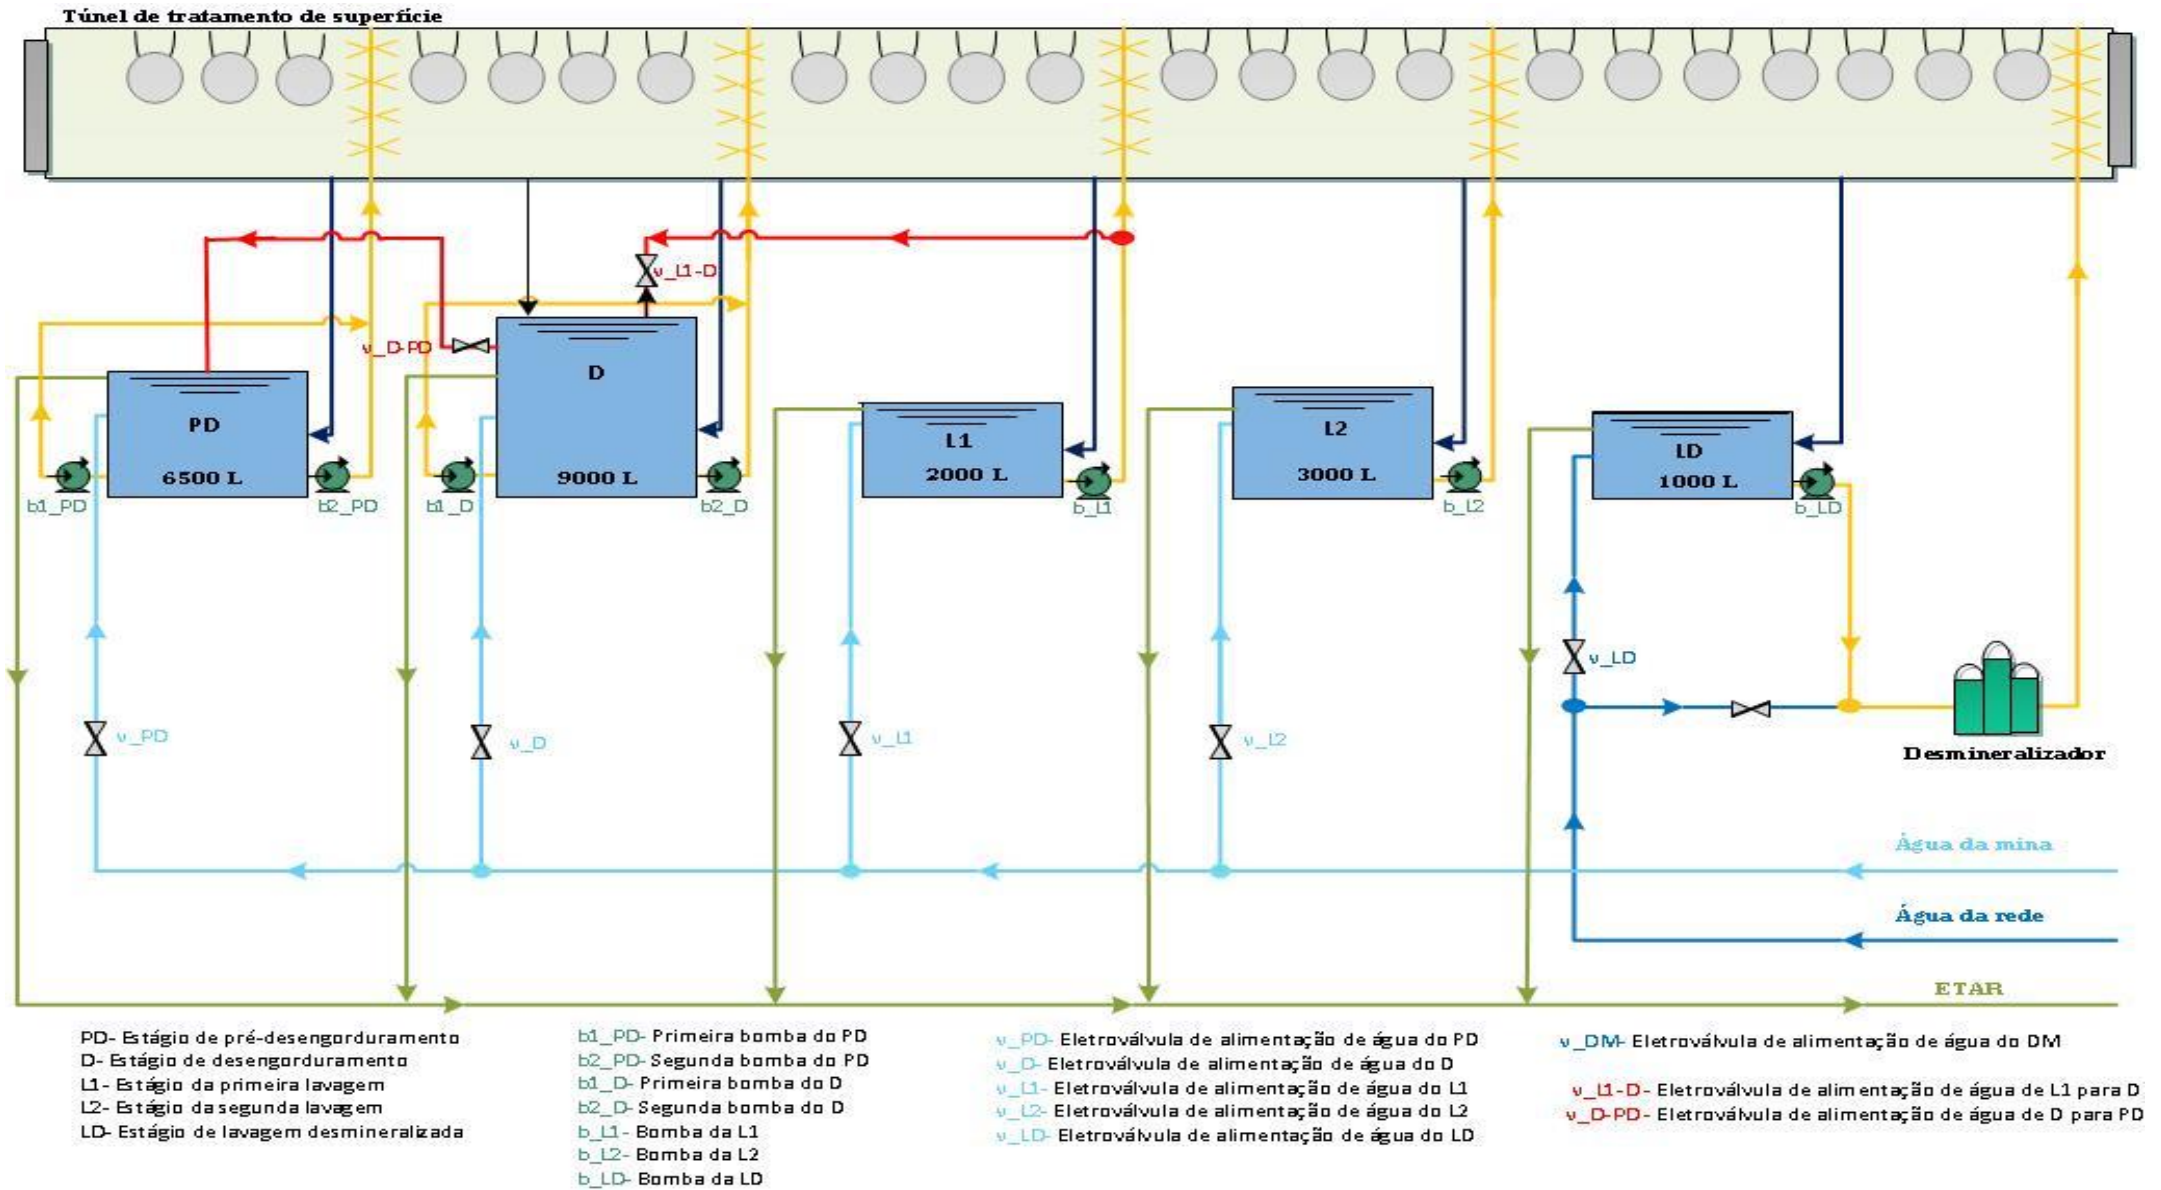 Túnel de tratamento de superfície
v_L1-D
v_D-PD
PD
6500 L
D
9000 L
L1
2000 L
L2
3000 L
LD
1000 L
b1_PD
b2_PD
b1_D
b2_D
b_L1
b_L2
b_LD
v_LD
v_PD
v_D
v_L1
v_L2
Desmineralizador
Água da mina
Água da rede
ETAR
PD- Estágio de pré-desengorduramento
D- Estágio de desengorduramento
L1- Estágio da primeira lavagem
L2- Estágio da segunda lavagem
LD- Estágio de lavagem desmineralizada
b1_PD- Primeira bomba do PD
b2_PD- Segunda bomba do PD
b1_D- Primeira bomba do D
b2_D- Segunda bomba do D
b_L1- Bomba da L1
b_L2- Bomba da L2
b_LD- Bomba da LD
v_PD- Eletroválvula de alimentação de água do PD
v_D- Eletroválvula de alimentação de água do D
v_L1- Eletroválvula de alimentação de água do L1
v_L2- Eletroválvula de alimentação de água do L2
v_LD- Eletroválvula de alimentação de água do LD
v_DM- Eletroválvula de alimentação de água do DM
v_L1-D- Eletroválvula de alimentação de água de L1 para D
v_D-PD- Eletroválvula de alimentação de água de D para PD